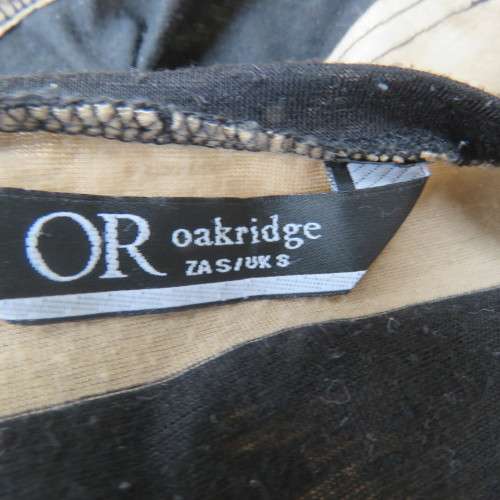 OR oakridge
ZA S/UK S